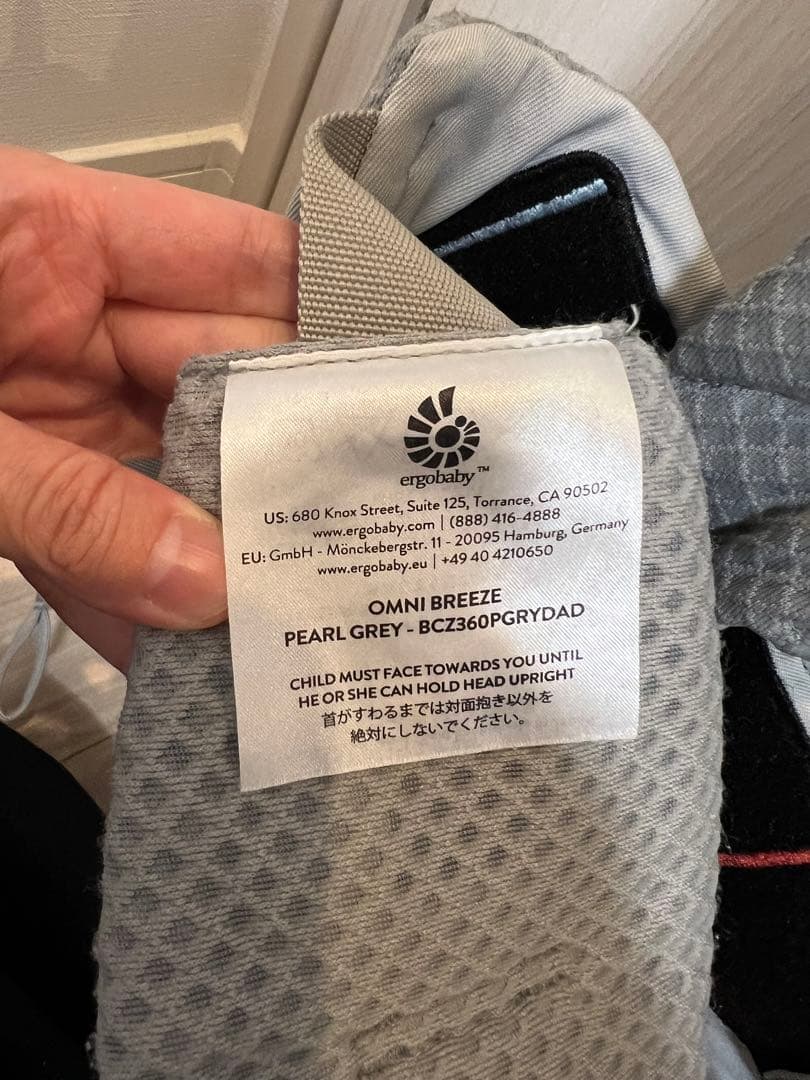 ergobaby™
US: 680 Knox Street, Suite 125, Torrance, CA 90502
www.ergobaby.com | (888) 416-4888
EU: GmbH - Mönckebergstr. 11 - 20095 Hamburg, Germany
www.ergobaby.eu | +49 40 4210650
OMNI BREEZE
PEARL GREY - BCZ360PGRYDAD
CHILD MUST FACE TOWARDS YOU UNTIL
HE OR SHE CAN HOLD HEAD UPRIGHT
首がすわるまでは対面抱き以外を
絶対にしないでください。